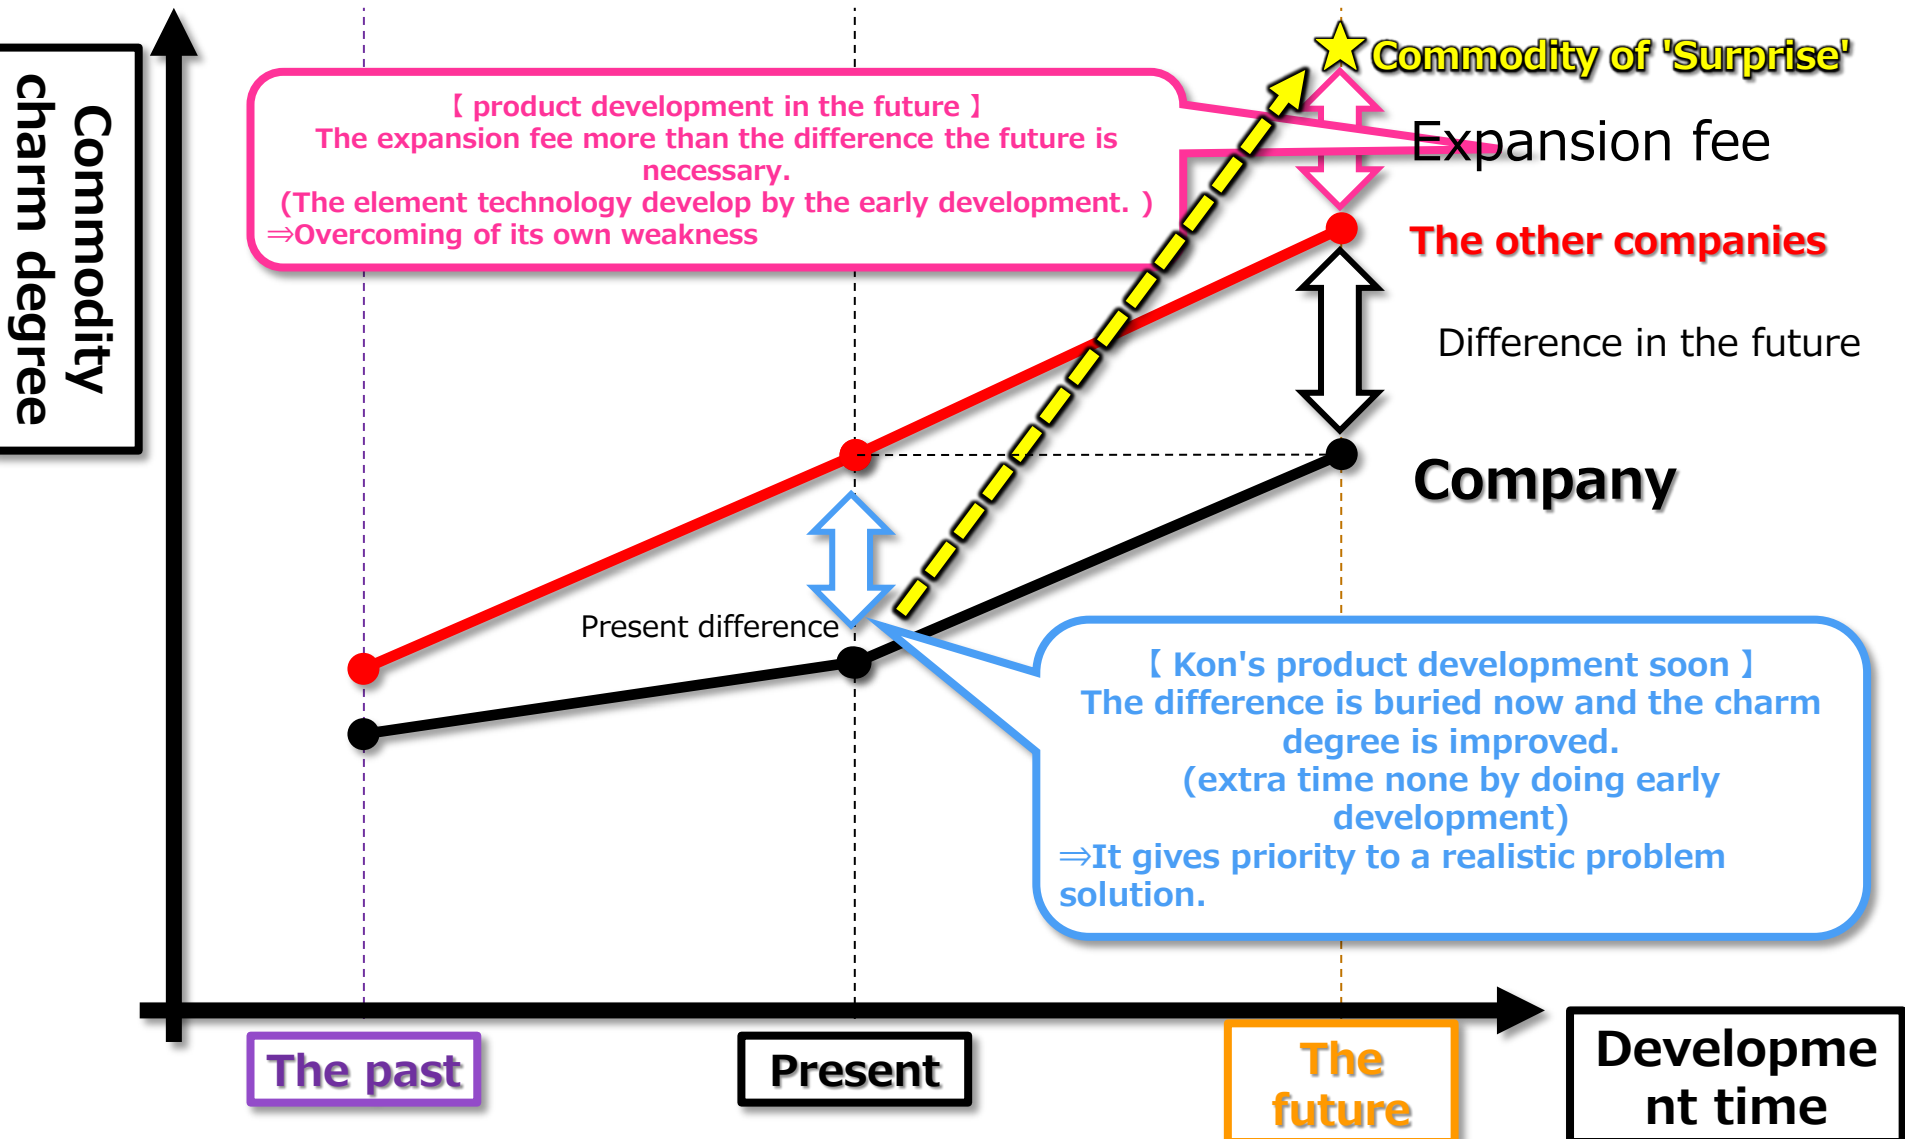 Commodity
charm degree
Commodity of 'Surprise'
【 product development in the future 】
The expansion fee more than the difference the future is
necessary.
(The element technology develop by the early development. )
⇒Overcoming of its own weakness
Expansion fee
The other companies
Difference in the future
Company
Present difference
【 Kon's product development soon 】
The difference is buried now and the charm
degree is improved.
(extra time none by doing early
development)
⇒It gives priority to a realistic problem
solution.
The past
Present
The
future
Developme
nt time